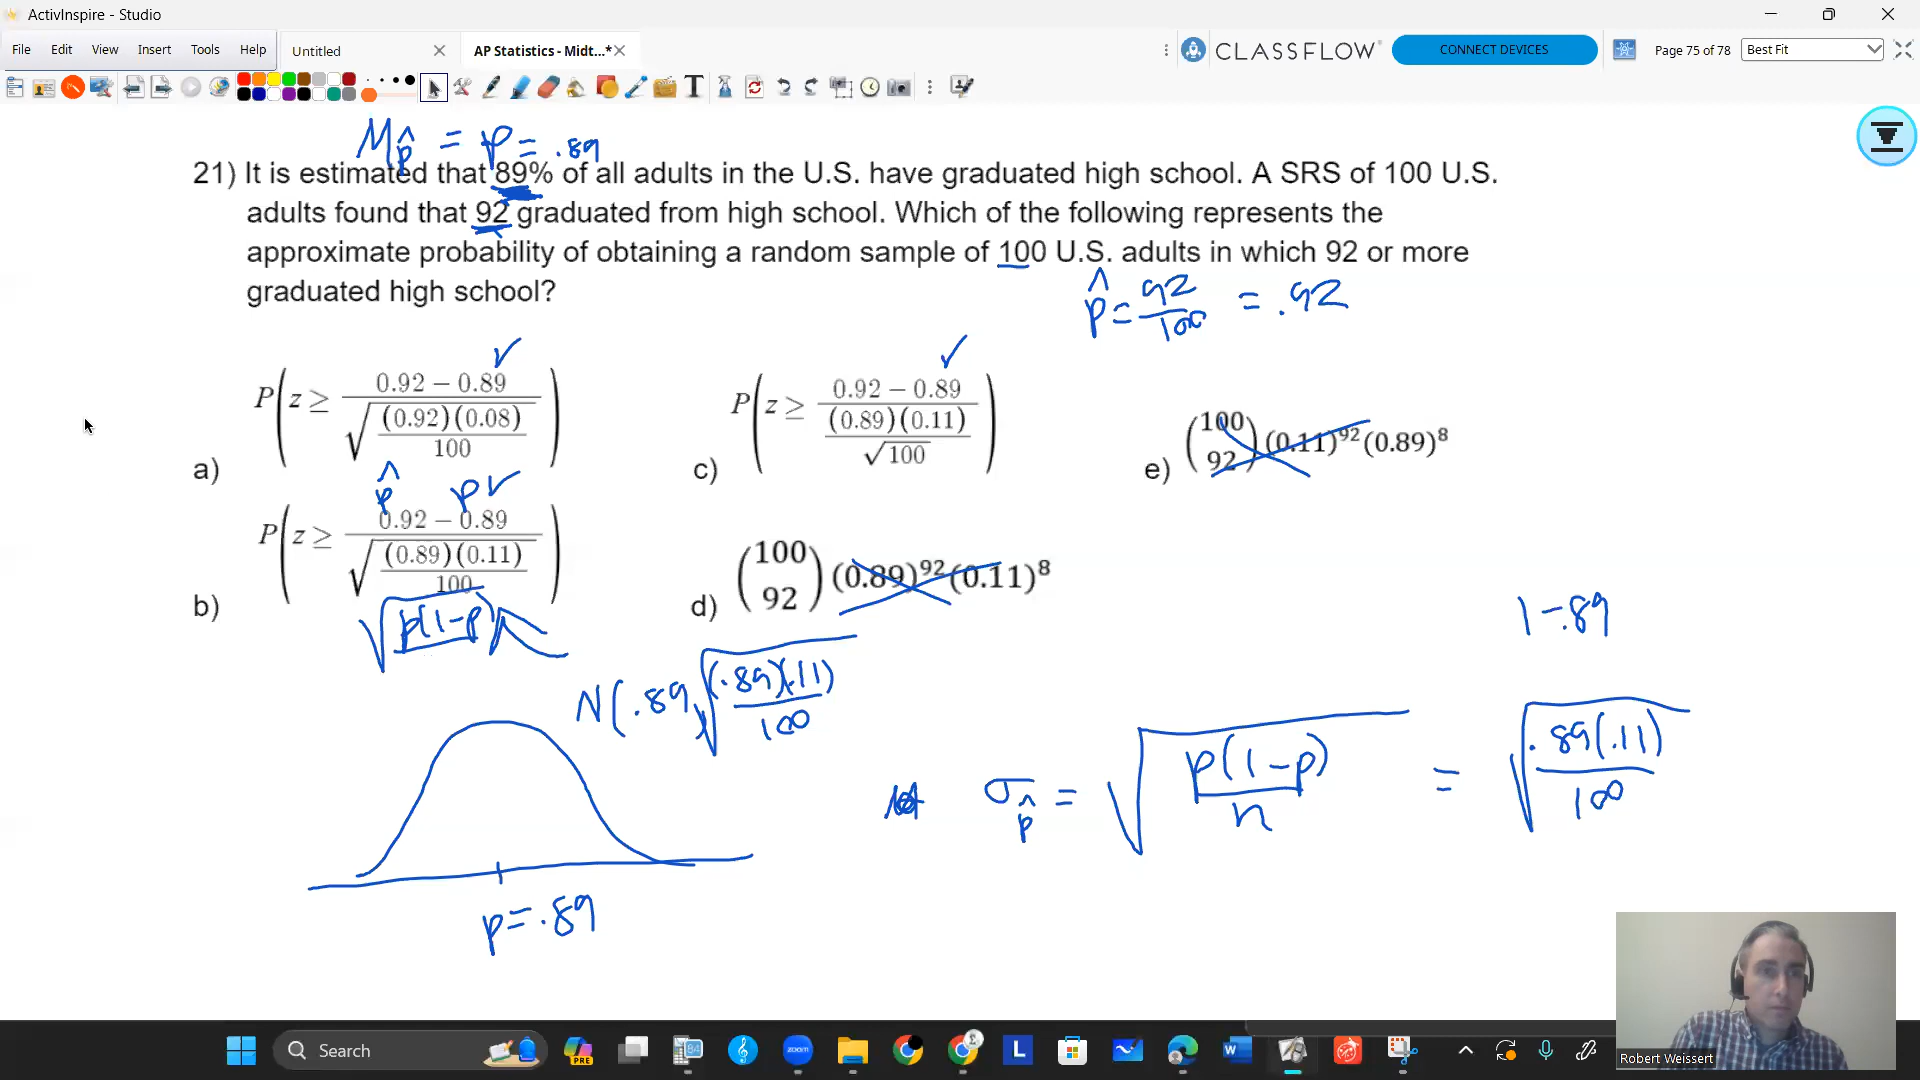 ActivInspire - Studio
File Edit View Insert Tools Help
Untitled
AP Statistics - Midt...*
CLASSFLOW
CONNECT DEVICES
Page 75 of 78
Best Fit
μp̂ = p = .89
21) It is estimated that 89% of all adults in the U.S. have graduated high school. A SRS of 100 U.S.
adults found that 92 graduated from high school. Which of the following represents the
approximate probability of obtaining a random sample of 100 U.S. adults in which 92 or more
graduated high school?
p̂ = 92/100 = .92
a) P(z ≥ (0.92 − 0.89) / √((0.92)(0.08)/100))
p̂ p
b) P(z ≥ (0.92 − 0.89) / √((0.89)(0.11)/100))
√(p(1-p)
c) P(z ≥ (0.92 − 0.89) / ((0.89)(0.11)/√100))
d) (100 92)(0.89)^92(0.11)^8
e) (100 92)(0.11)^92(0.89)^8
1-.89
N(.89, √((.89)(.11)/100)
σp̂ = √(p(1-p)/n) = √(.89(.11)/100)
p=.89
Robert Weissert
Search
PRE
84
zoom
L
W